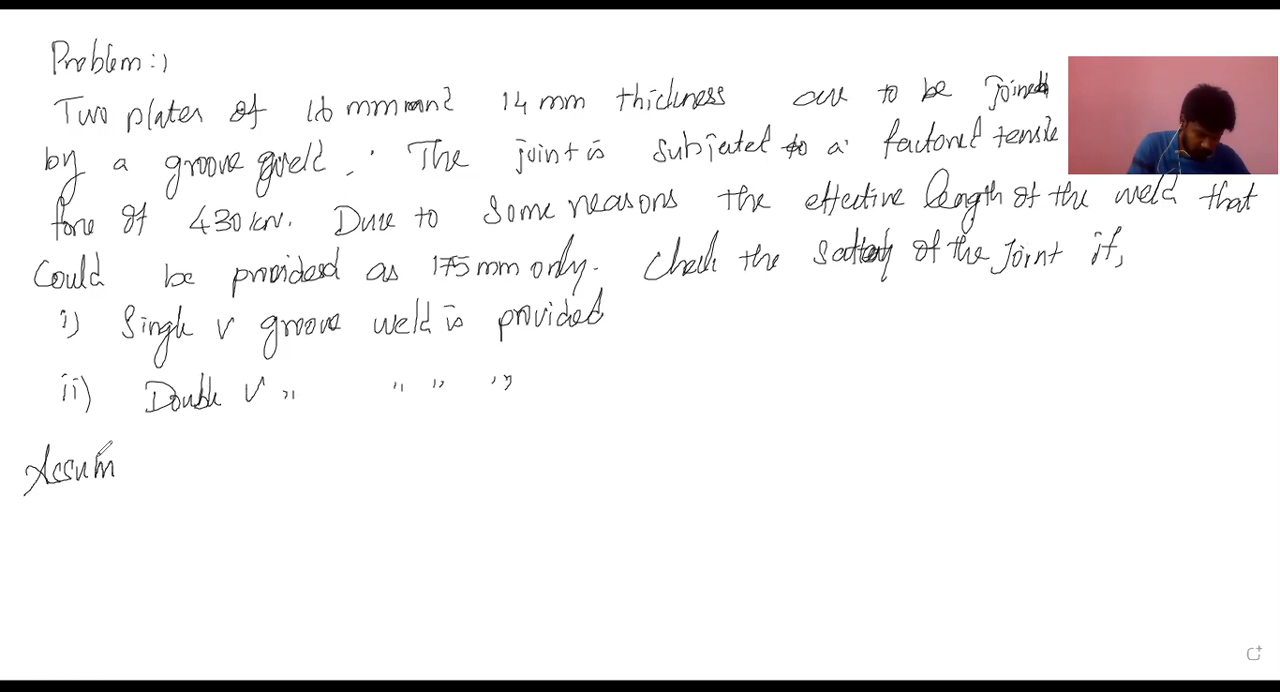 Problem :)
Two plates of 16 mm and 14 mm thickness are to be joined
by a groove gweld . The joint is subjected to a factored tensile
force of 430 kN. Due to some reasons the effective length of the weld that
could be provided as 175 mm only. Check the safety of the joint if,
i) Single V groove weld is provided
ii) Double V " " " "
Assum